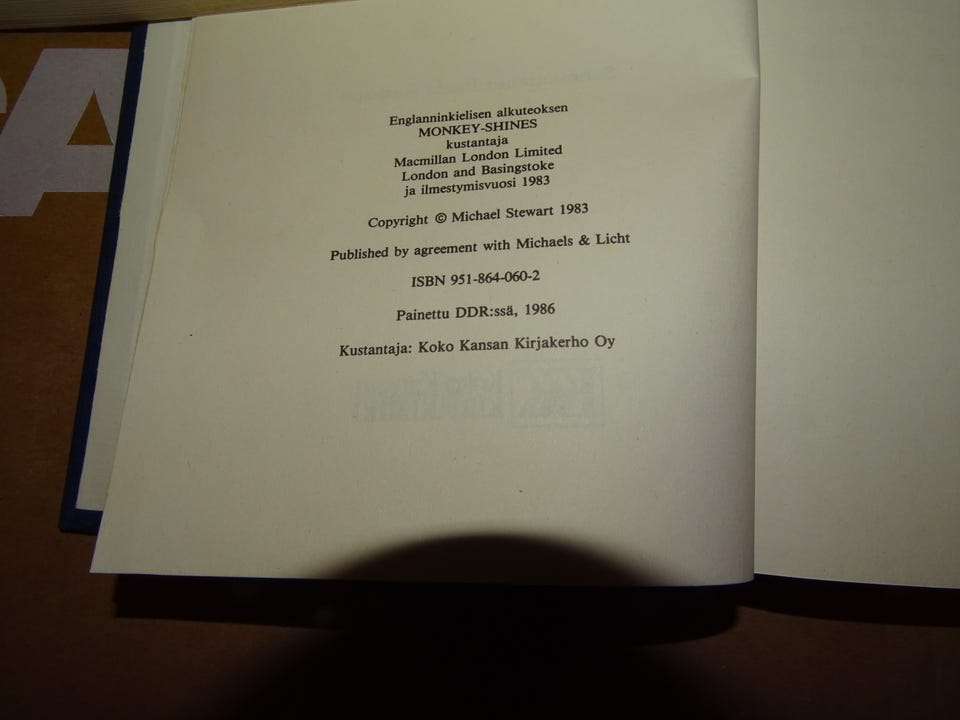 Englanninkielisen alkuteoksen
MONKEY-SHINES
kustantaja
Macmillan London Limited
London and Basingstoke
ja ilmestymisvuosi 1983
Copyright © Michael Stewart 1983
Published by agreement with Michaels & Licht
ISBN 951-864-060-2
Painettu DDR:ssä, 1986
Kustantaja: Koko Kansan Kirjakerho Oy